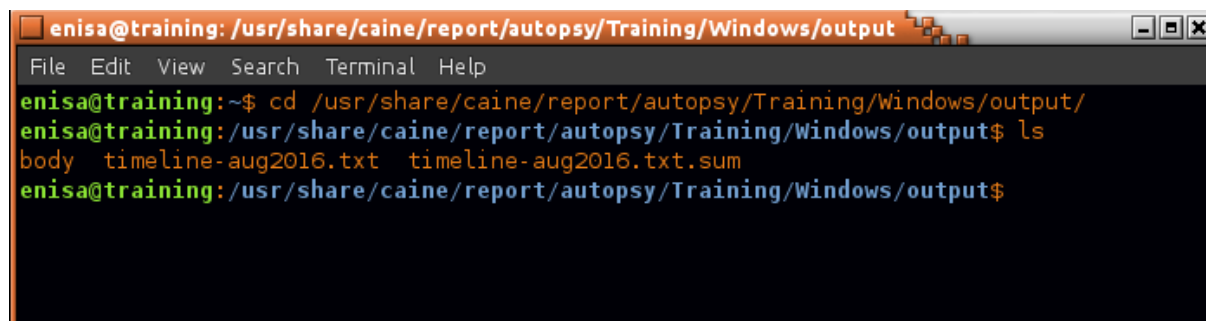 enisa@training: /usr/share/caine/report/autopsy/Training/Windows/output
File Edit View Search Terminal Help
enisa@training:~$ cd /usr/share/caine/report/autopsy/Training/Windows/output/
enisa@training:/usr/share/caine/report/autopsy/Training/Windows/output$ ls
body timeline-aug2016.txt timeline-aug2016.txt.sum
enisa@training:/usr/share/caine/report/autopsy/Training/Windows/output$